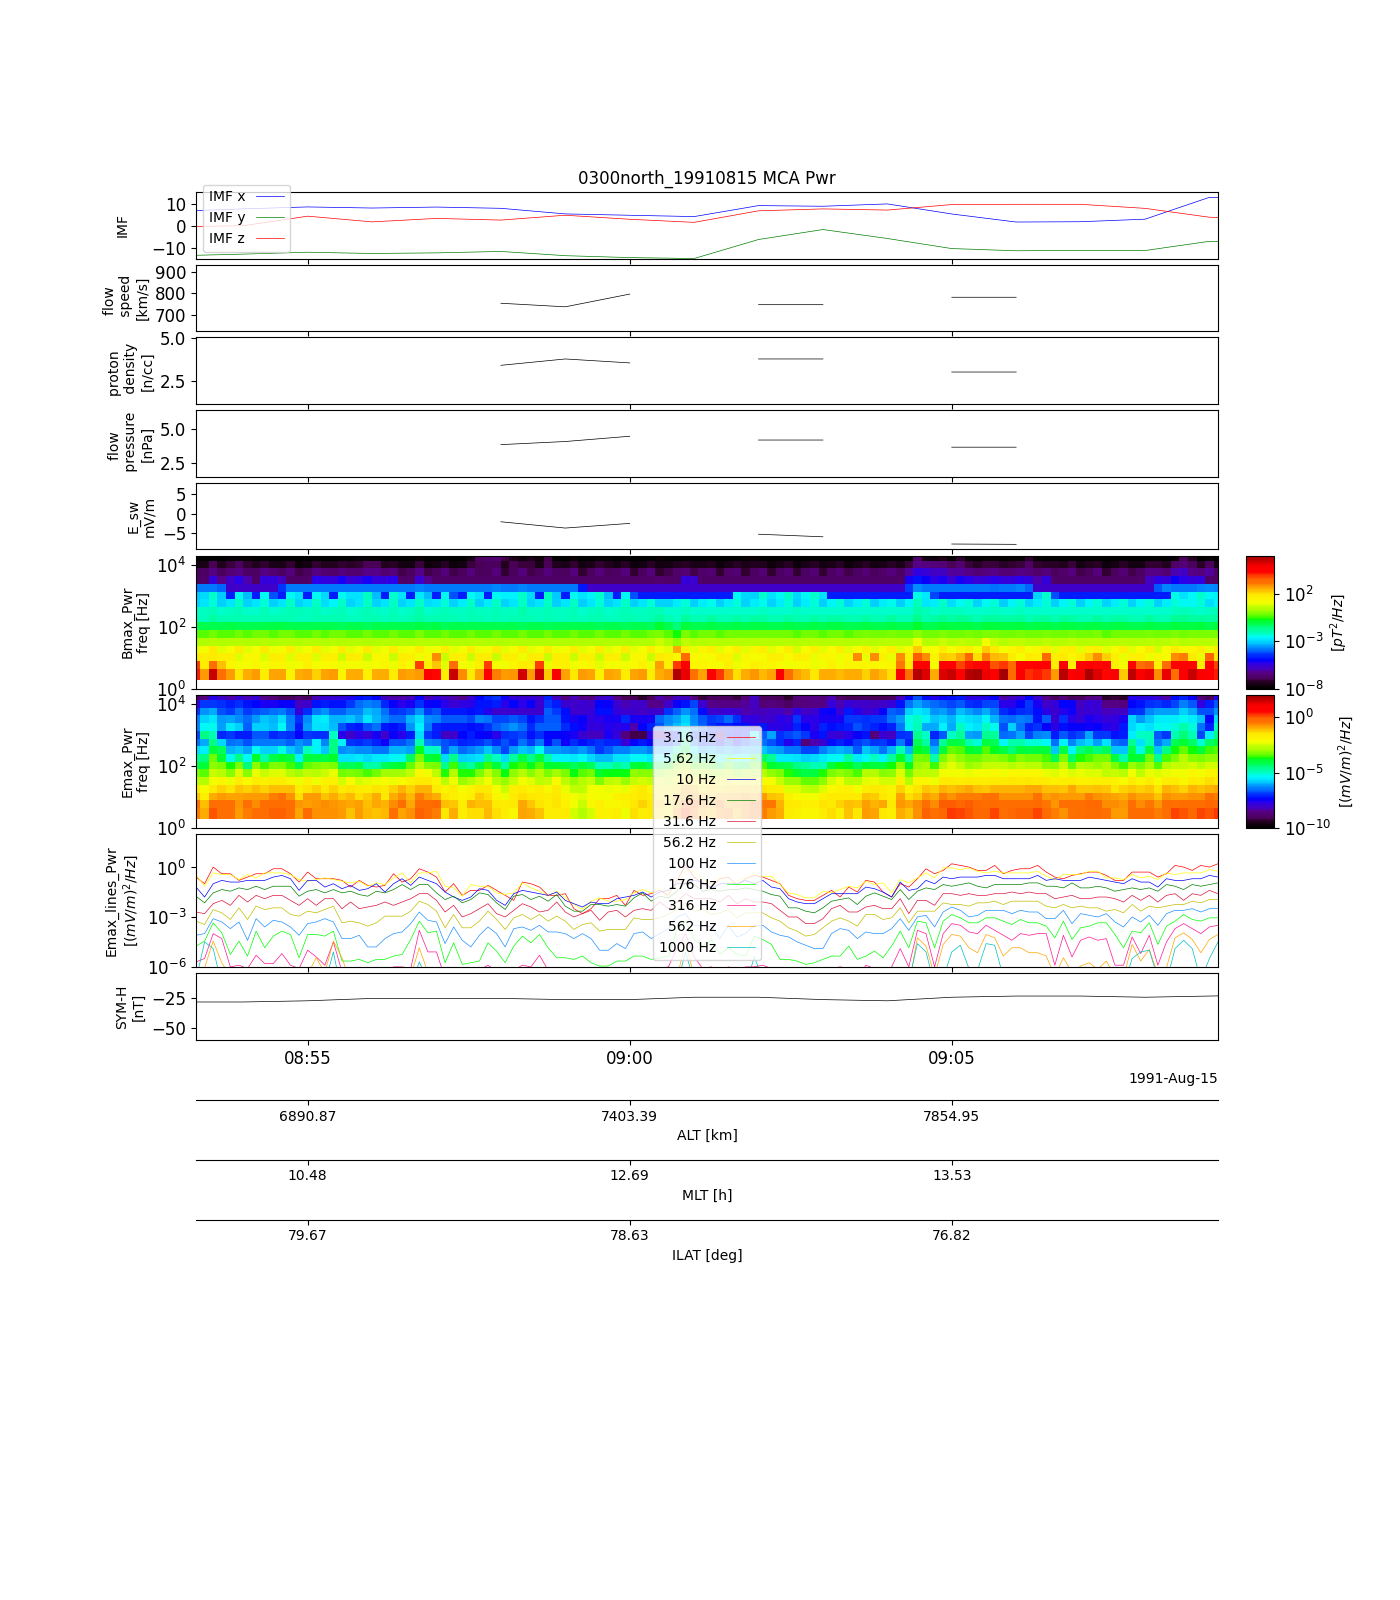 0300north_19910815 MCA Pwr
IMF
10
0
−10
IMF x
IMF y
IMF z
flow
speed
[km/s]
900
800
700
proton
density
[n/cc]
5.0
2.5
flow
pressure
[nPa]
5.0
2.5
E_sw
mV/m
5
0
−5
Bmax_Pwr
freq [Hz]
10^4
10^2
10^0
10^2
10^−3
10^−8
[pT^2/Hz]
Emax_Pwr
freq [Hz]
10^4
10^2
10^0
10^0
10^−5
10^−10
[(mV/m)^2/Hz]
3.16 Hz
5.62 Hz
10 Hz
17.6 Hz
31.6 Hz
56.2 Hz
100 Hz
176 Hz
316 Hz
562 Hz
1000 Hz
Emax_lines_Pwr
[(mV/m)^2/Hz]
10^0
10^−3
10^−6
SYM-H
[nT]
−25
−50
08:55 09:00 09:05
1991-Aug-15
6890.87 7403.39 7854.95
ALT [km]
10.48 12.69 13.53
MLT [h]
79.67 78.63 76.82
ILAT [deg]